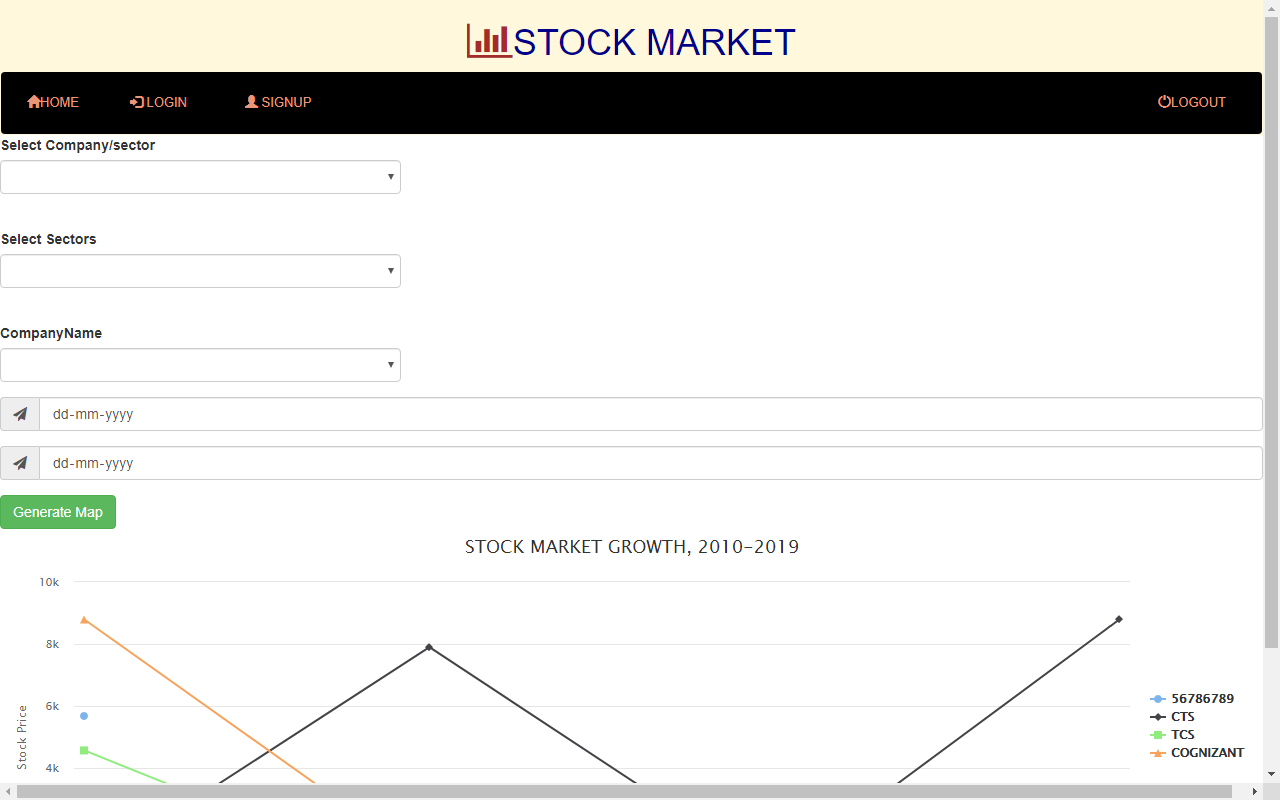 STOCK MARKET
HOME LOGIN SIGNUP LOGOUT
Select Company/sector
Select Sectors
CompanyName
dd-mm-yyyy
dd-mm-yyyy
Generate Map
STOCK MARKET GROWTH, 2010-2019
10k
8k
6k
4k
Stock Price
56786789
CTS
TCS
COGNIZANT